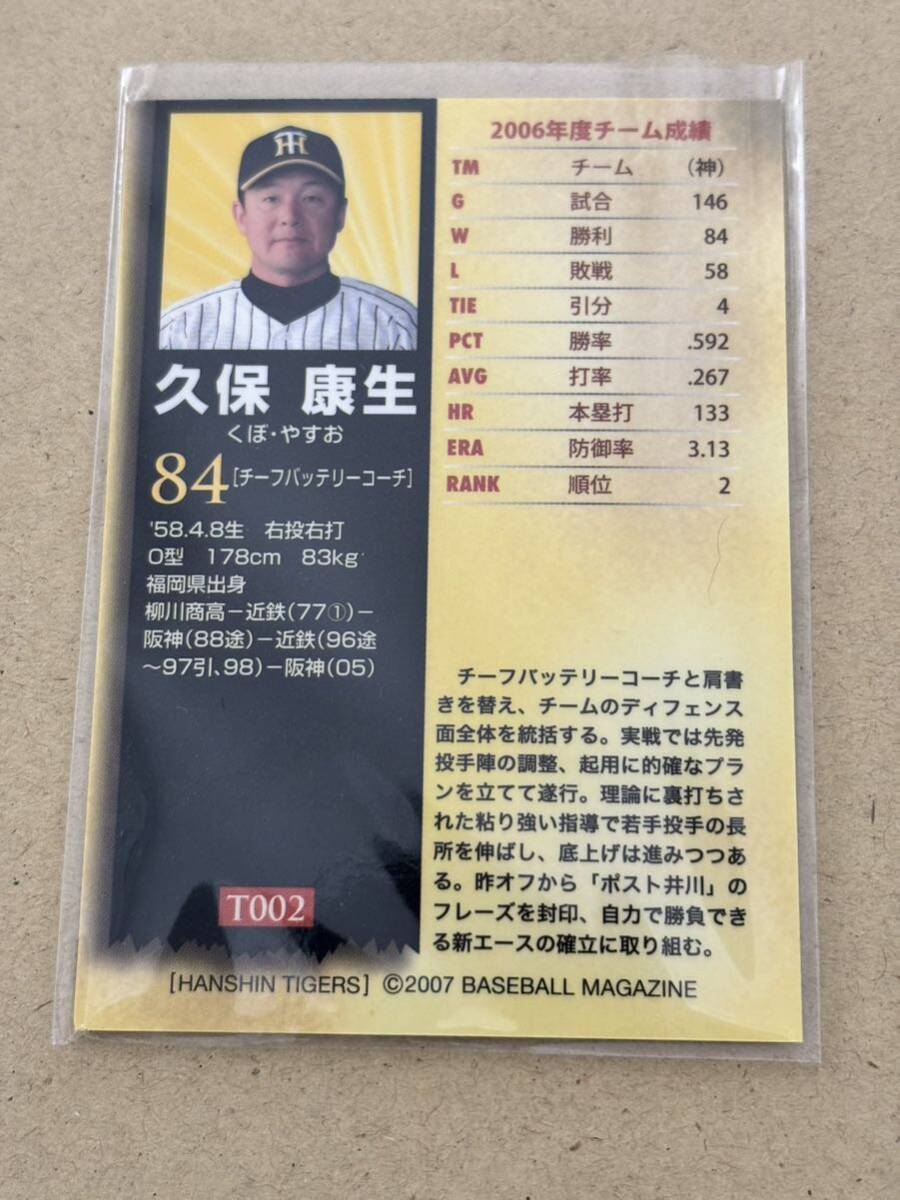 久保 康生
くぼ・やすお
84[チーフバッテリーコーチ]
'58.4.8生 右投右打
O型 178cm 83kg
福岡県出身
柳川商高－近鉄(77①)－
阪神(88途)－近鉄(96途
～97引、98)－阪神(05)
T002
2006年度チーム成績
TM チーム (神)
G 試合 146
W 勝利 84
L 敗戦 58
TIE 引分 4
PCT 勝率 .592
AVG 打率 .267
HR 本塁打 133
ERA 防御率 3.13
RANK 順位 2
チーフバッテリーコーチと肩書
きを替え、チームのディフェンス
面全体を統括する。実戦では先発
投手陣の調整、起用に的確なプラ
ンを立てて遂行。理論に裏打ちさ
れた粘り強い指導で若手投手の長
所を伸ばし、底上げは進みつつあ
る。昨オフから「ポスト井川」の
フレーズを封印、自力で勝負でき
る新エースの確立に取り組む。
[HANSHIN TIGERS] ©2007 BASEBALL MAGAZINE